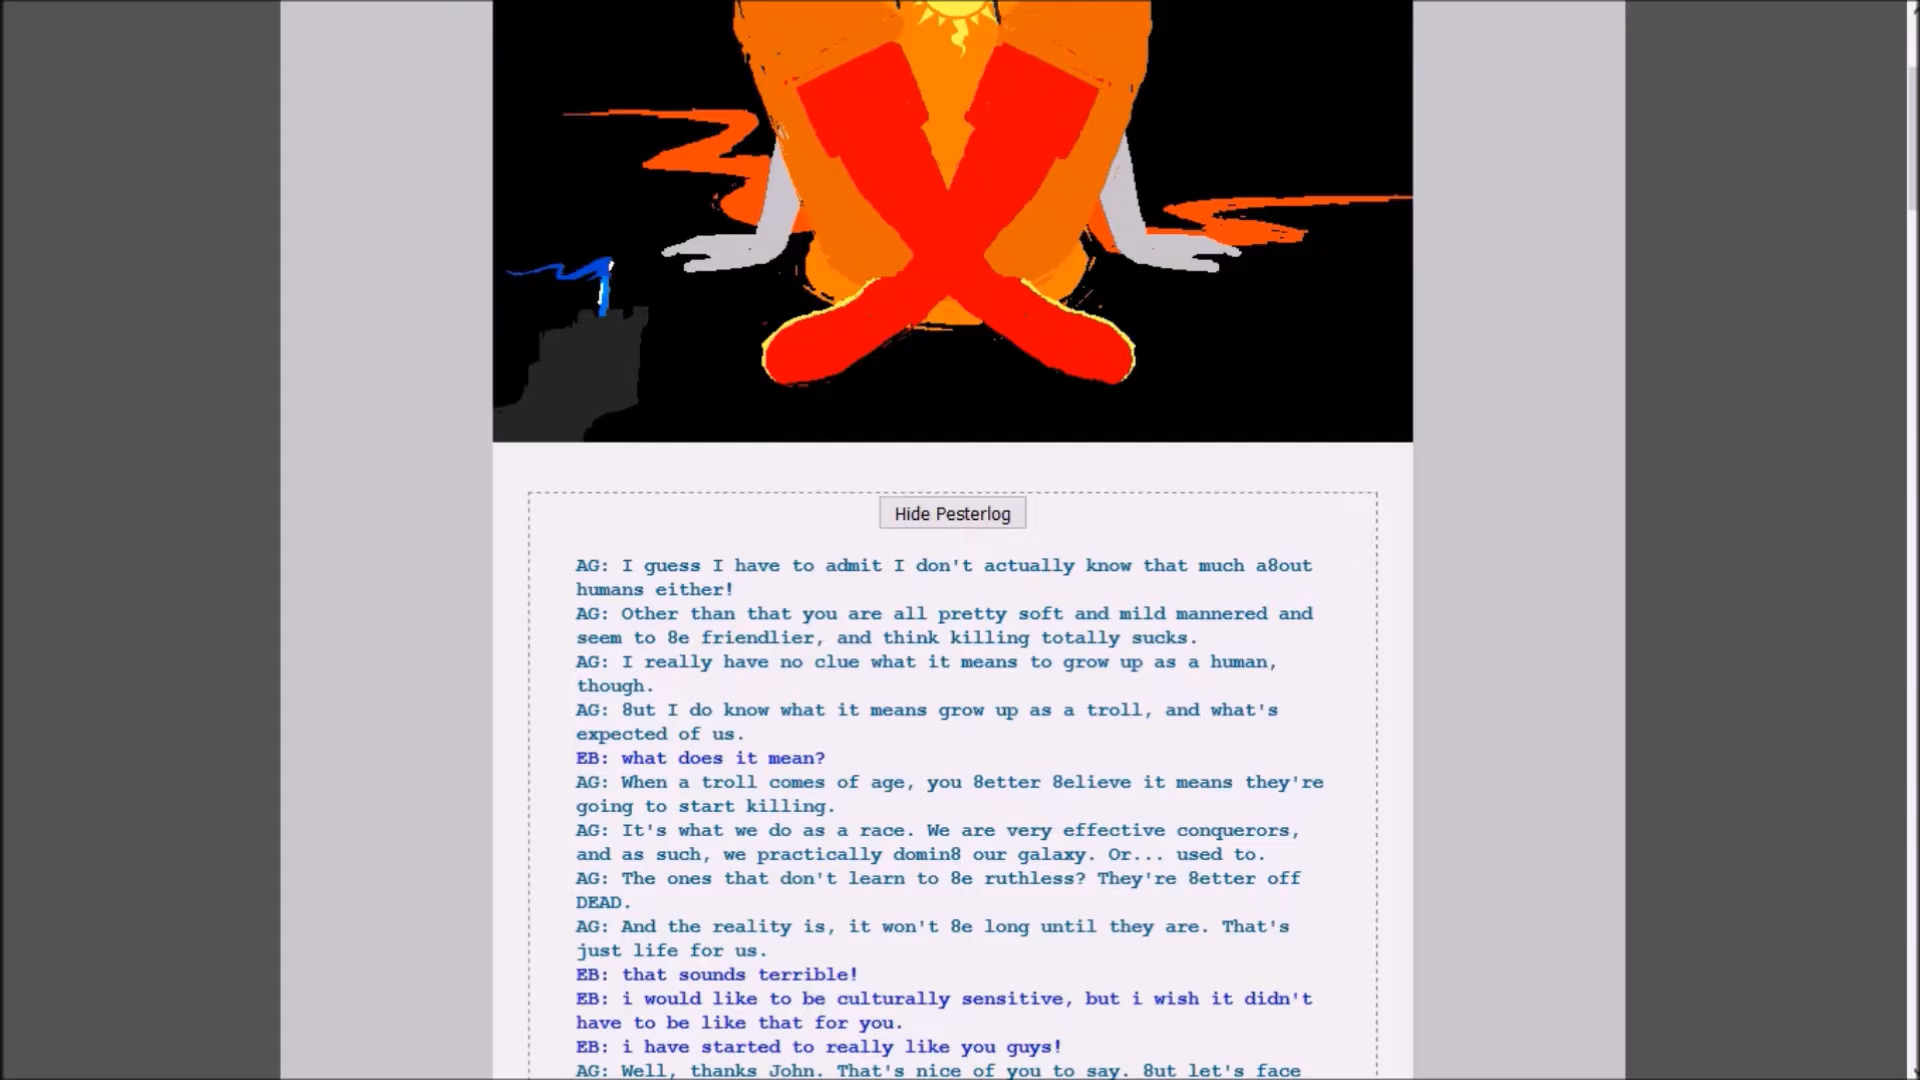 Hide Pesterlog
AG: I guess I have to admit I don't actually know that much a8out
humans either!
AG: Other than that you are all pretty soft and mild mannered and
seem to 8e friendlier, and think killing totally sucks.
AG: I really have no clue what it means to grow up as a human,
though.
AG: 8ut I do know what it means grow up as a troll, and what's
expected of us.
EB: what does it mean?
AG: When a troll comes of age, you 8etter 8elieve it means they're
going to start killing.
AG: It's what we do as a race. We are very effective conquerors,
and as such, we practically domin8 our galaxy. Or... used to.
AG: The ones that don't learn to 8e ruthless? They're 8etter off
DEAD.
AG: And the reality is, it won't 8e long until they are. That's
just life for us.
EB: that sounds terrible!
EB: i would like to be culturally sensitive, but i wish it didn't
have to be like that for you.
EB: i have started to really like you guys!
AG: Well, thanks John. That's nice of you to say. 8ut let's face